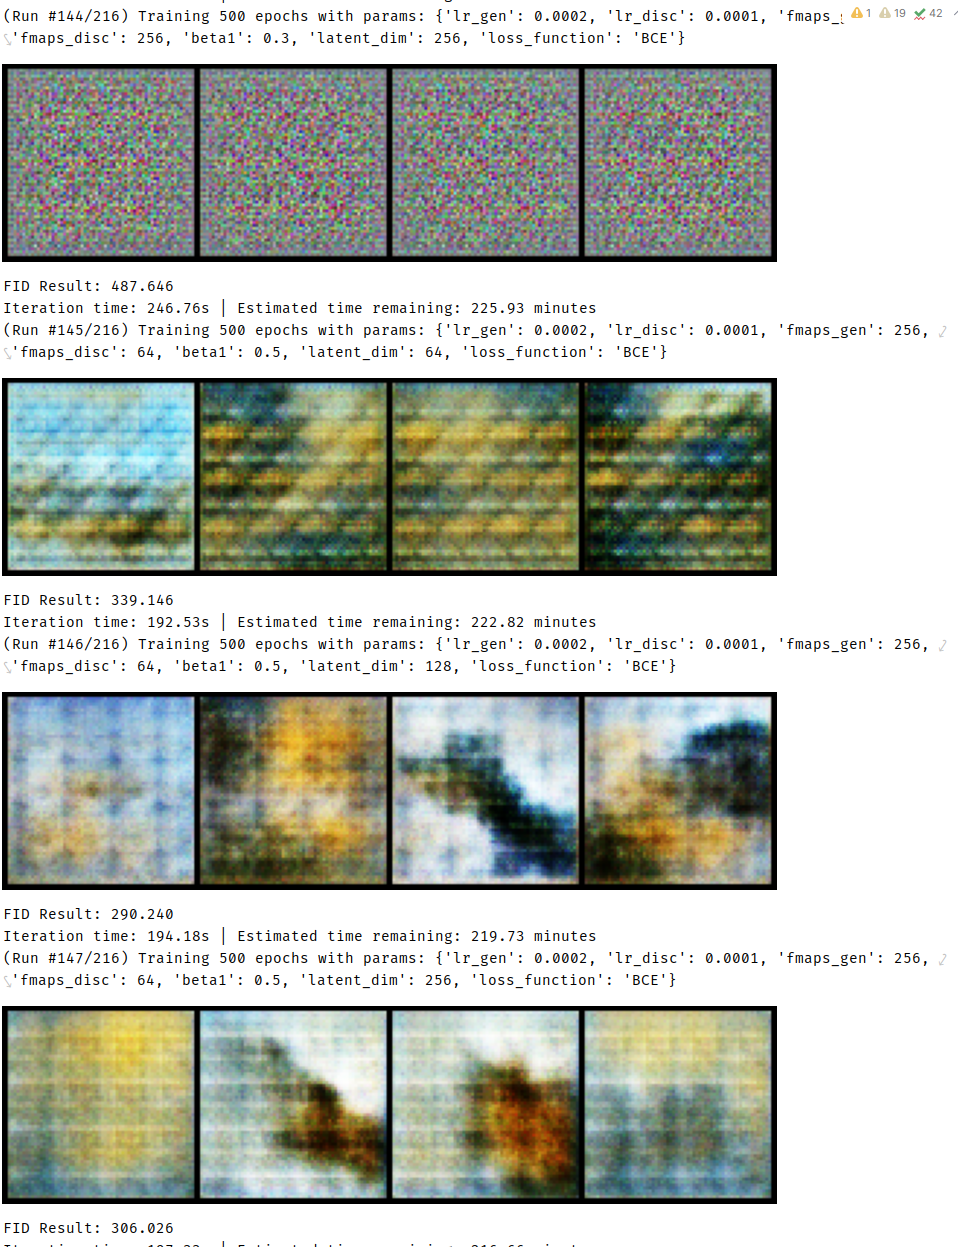 (Run #144/216) Training 500 epochs with params: {'lr_gen': 0.0002, 'lr_disc': 0.0001, 'fmaps_
1 19 42
'fmaps_disc': 256, 'beta1': 0.3, 'latent_dim': 256, 'loss_function': 'BCE'}
FID Result: 487.646
Iteration time: 246.76s | Estimated time remaining: 225.93 minutes
(Run #145/216) Training 500 epochs with params: {'lr_gen': 0.0002, 'lr_disc': 0.0001, 'fmaps_gen': 256,
'fmaps_disc': 64, 'beta1': 0.5, 'latent_dim': 64, 'loss_function': 'BCE'}
FID Result: 339.146
Iteration time: 192.53s | Estimated time remaining: 222.82 minutes
(Run #146/216) Training 500 epochs with params: {'lr_gen': 0.0002, 'lr_disc': 0.0001, 'fmaps_gen': 256,
'fmaps_disc': 64, 'beta1': 0.5, 'latent_dim': 128, 'loss_function': 'BCE'}
FID Result: 290.240
Iteration time: 194.18s | Estimated time remaining: 219.73 minutes
(Run #147/216) Training 500 epochs with params: {'lr_gen': 0.0002, 'lr_disc': 0.0001, 'fmaps_gen': 256,
'fmaps_disc': 64, 'beta1': 0.5, 'latent_dim': 256, 'loss_function': 'BCE'}
FID Result: 306.026